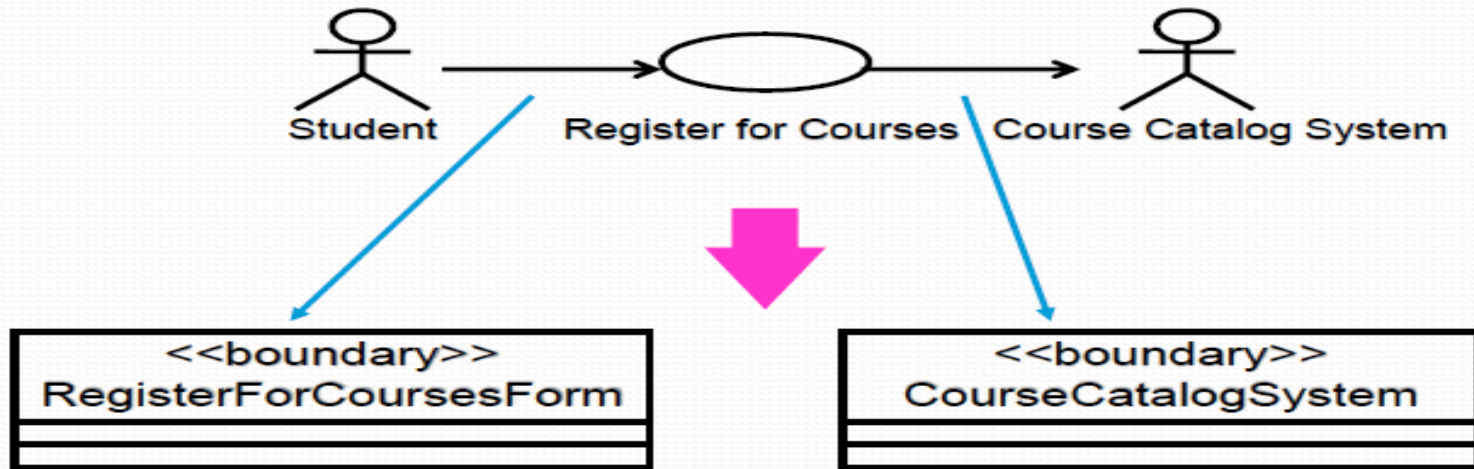 Student
Register for Courses
Course Catalog System
<<boundary>>
RegisterForCoursesForm
<<boundary>>
CourseCatalogSystem